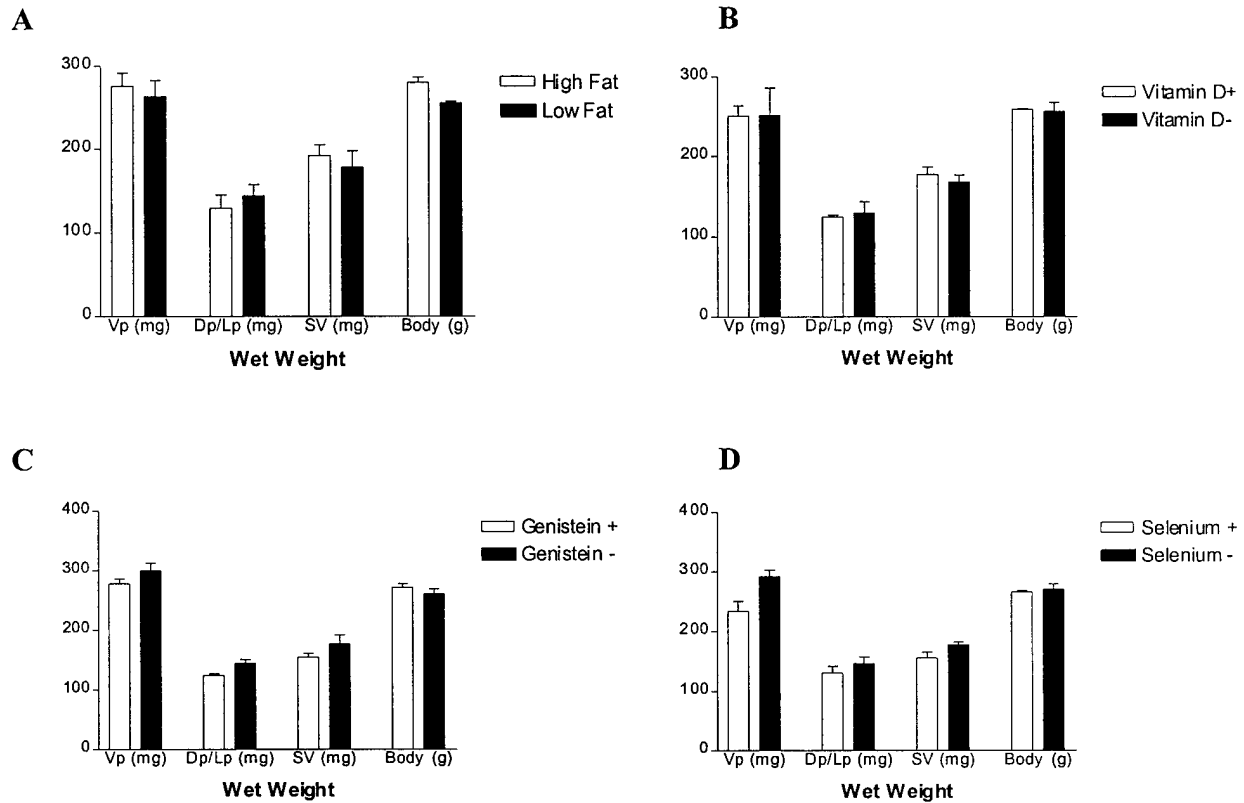 A
300
200
100
0
Vp (mg) Dp/Lp (mg) SV (mg) Body (g)
Wet Weight
High Fat
Low Fat
B
300
200
100
0
Vp (mg) Dp/Lp (mg) SV (mg) Body (g)
Wet Weight
Vitamin D+
Vitamin D-
C
400
300
200
100
0
Vp (mg) Dp/Lp (mg) SV (mg) Body (g)
Wet Weight
Genistein +
Genistein -
D
400
300
200
100
0
Vp (mg) Dp/Lp (mg) SV (mg) Body (g)
Wet Weight
Selenium +
Selenium -